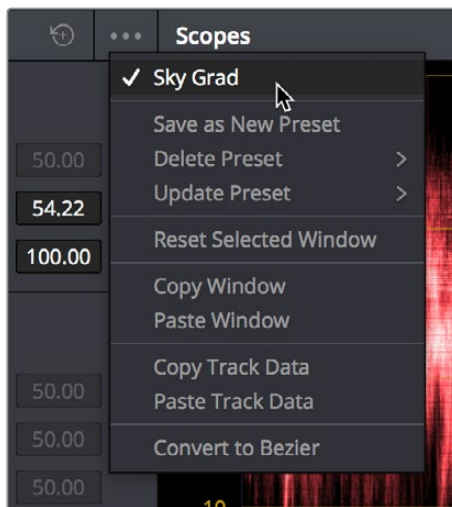 Scopes
Sky Grad
Save as New Preset
50.00
Delete Preset
54.22
Update Preset
100.00
Reset Selected Window
Copy Window
Paste Window
Copy Track Data
50.00
Paste Track Data
50.00
Convert to Bezier
50.00
10